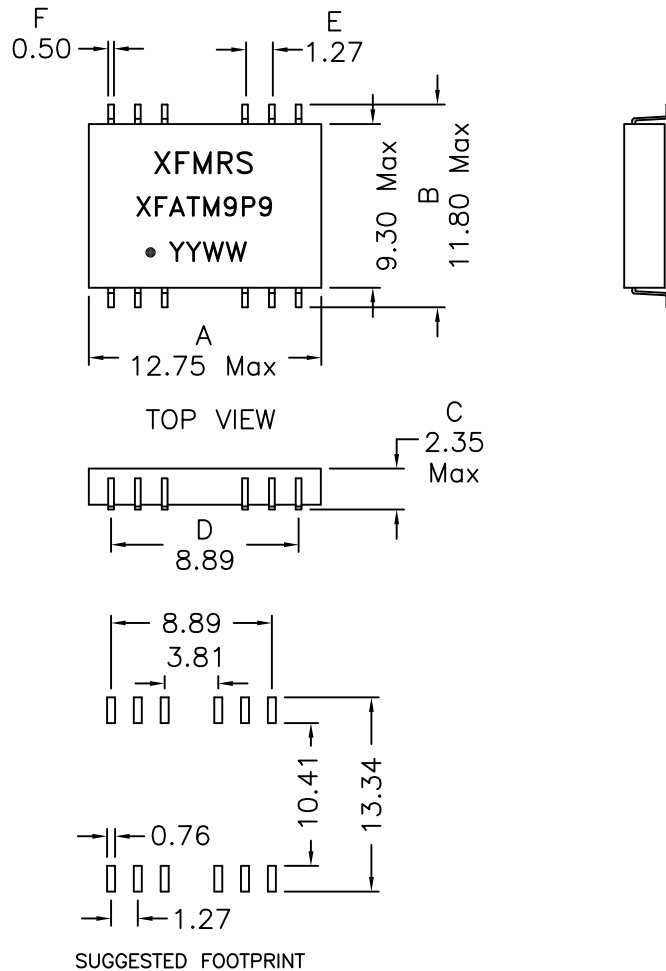 F
0.50
E
1.27
XFMRS
XFATM9P9
YYWW
9.30 Max
B
11.80 Max
A
12.75 Max
TOP VIEW
C
2.35
Max
D
8.89
8.89
3.81
10.41
13.34
0.76
1.27
SUGGESTED FOOTPRINT